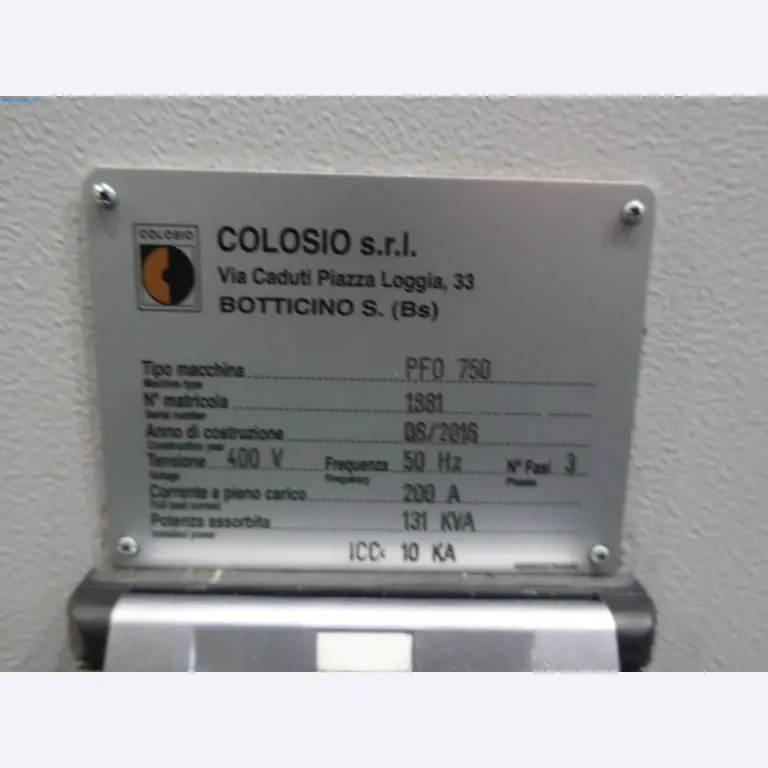 COLOSIO
COLOSIO s.r.l.
Via Caduti Piazza Loggia, 33
BOTTICINO S. (Bs)
Tipo macchina PFO 750
Machine type
N° matricola 1981
Serial number
Anno di costruzione 06/2016
Construction year
Tensione 400 V Frequenza 50 Hz N° Fasi 3
Voltage Frequency Phases
Corrente a pieno carico 200 A
Full load current
Potenza assorbita 131 KVA
ICC< 10 KA